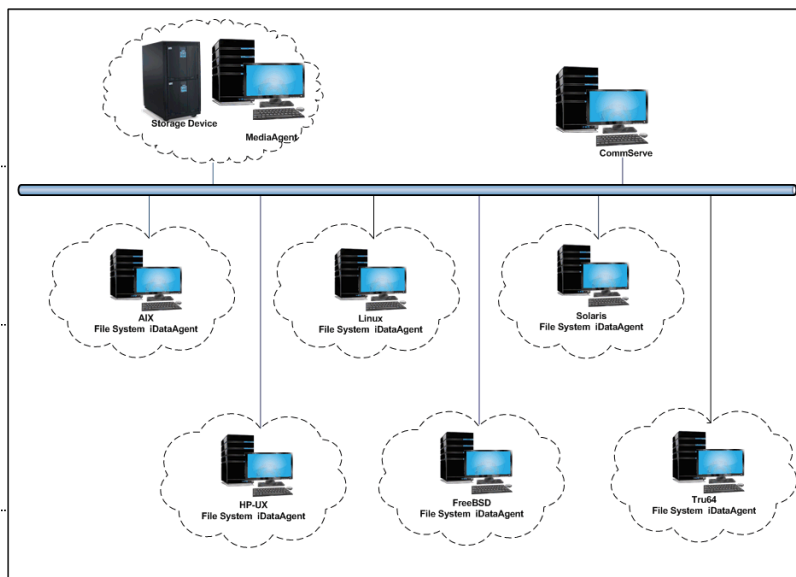 Storage Device
MediaAgent
CommServe
AIX
File System iDataAgent
Linux
File System iDataAgent
Solaris
File System iDataAgent
HP-UX
File System iDataAgent
FreeBSD
File System iDataAgent
Tru64
File System iDataAgent